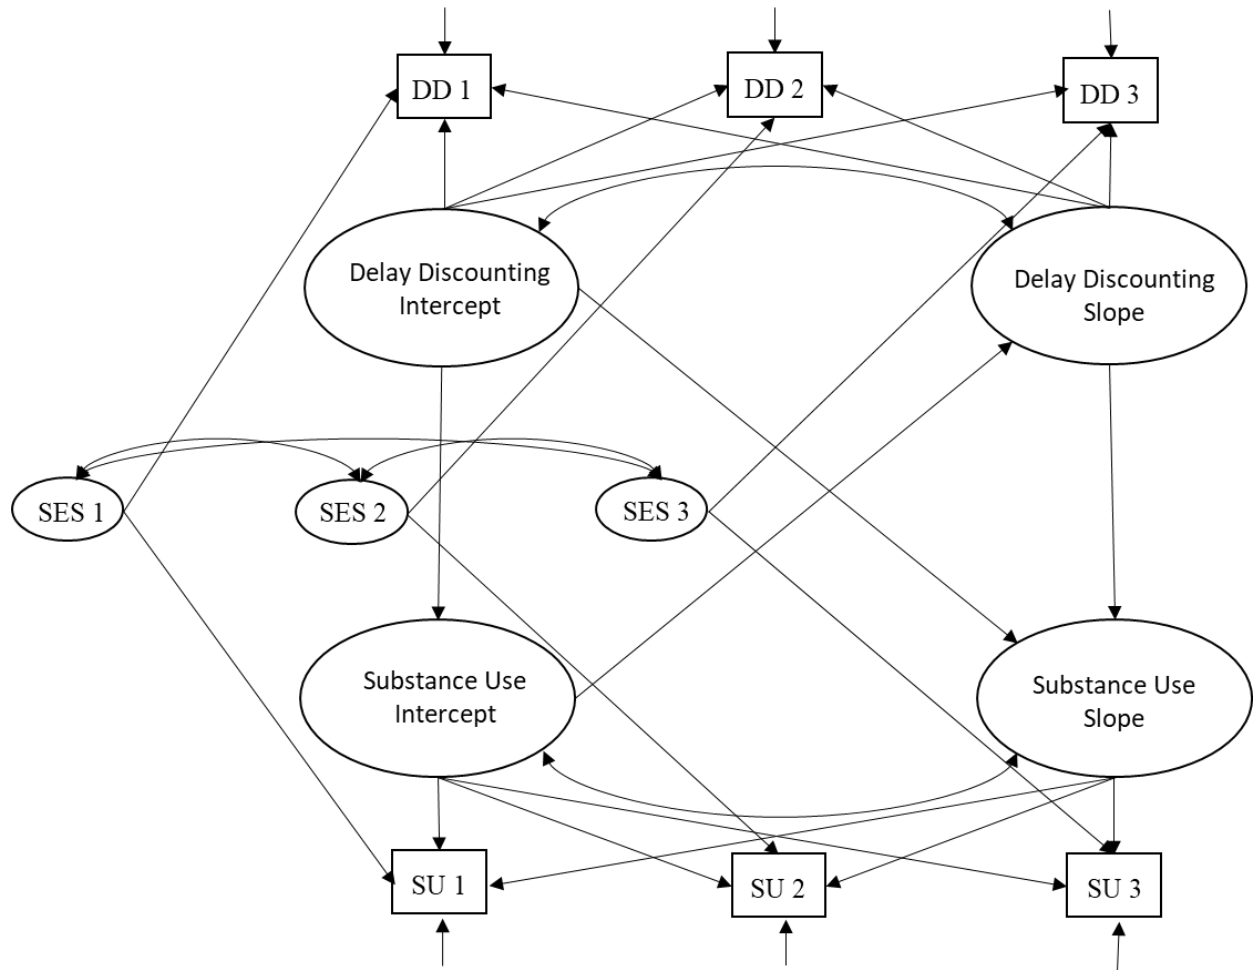 DD 1
DD 2
DD 3
Delay Discounting
Intercept
Delay Discounting
Slope
SES 1
SES 2
SES 3
Substance Use
Intercept
Substance Use
Slope
SU 1
SU 2
SU 3